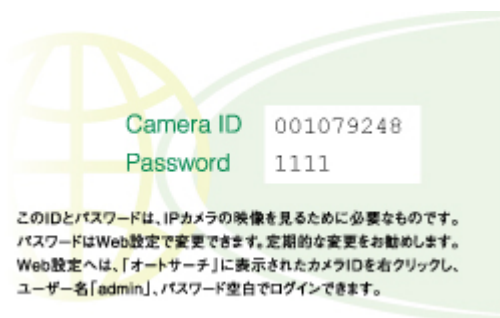 Camera ID 001079248
Password 1111
このIDとパスワードは、IPカメラの映像を見るために必要なものです。
パスワードはWeb設定で変更できます。定期的な変更をお勧めします。
Web設定へは、「オートサーチ」に表示されたカメラIDを右クリックし、
ユーザー名「admin」、パスワード空白でログインできます。